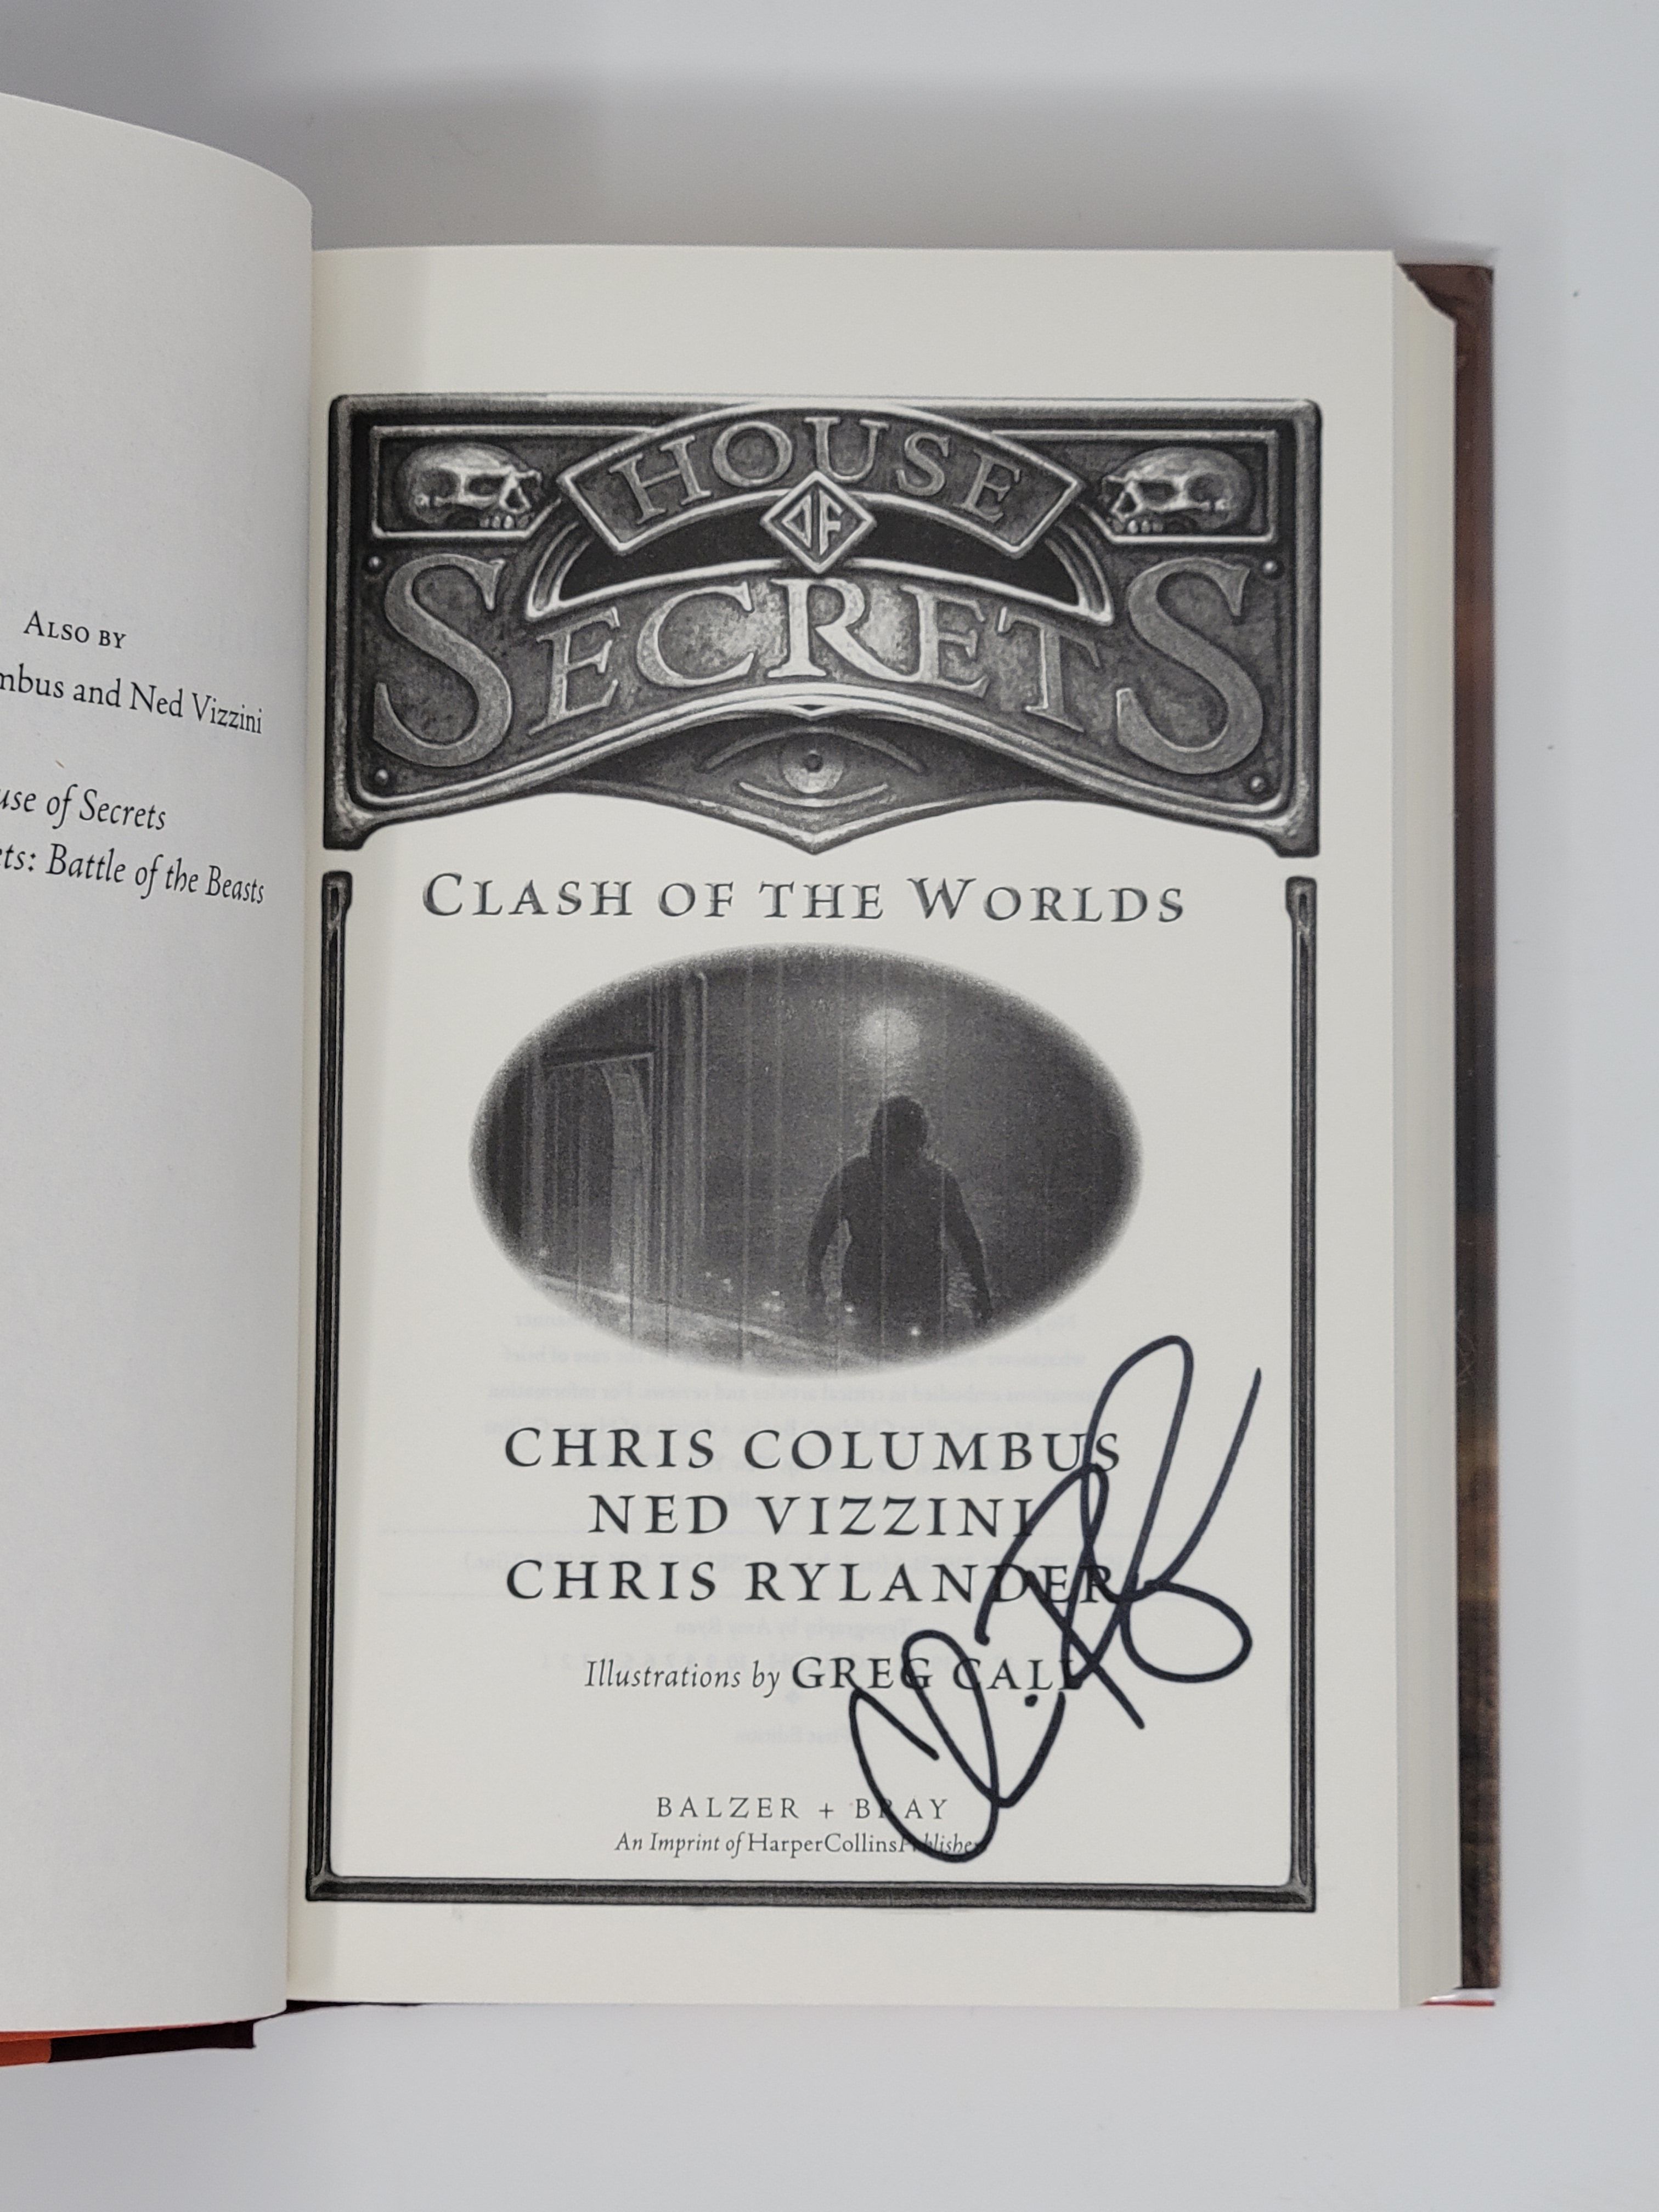 ALSO BY
mbus and Ned Vizzini
use of Secrets
ets: Battle of the Beasts
HOUSE
OF
SECRETS
CLASH OF THE WORLDS
CHRIS COLUMBUS
NED VIZZINI
CHRIS RYLANDER
Illustrations by GREG CALL
BALZER + BRAY
An Imprint of HarperCollinsPublishers